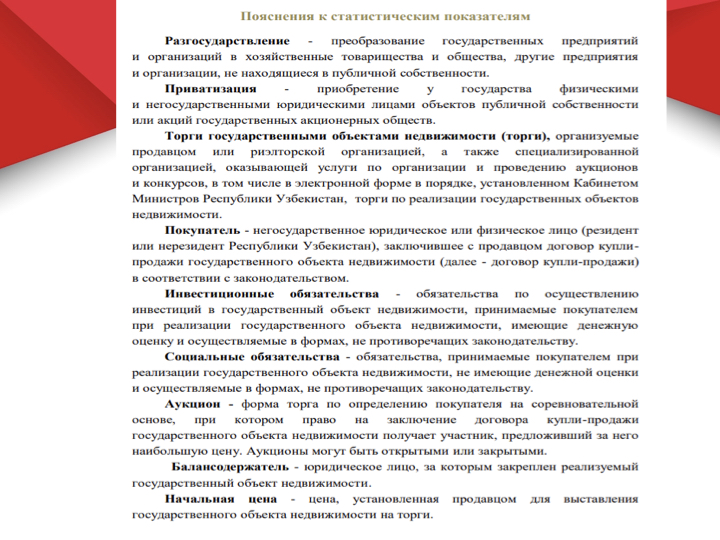 Пояснения к статистическим показателям
Разгосударствление - преобразование государственных предприятий
и организаций в хозяйственные товарищества и общества, другие предприятия
и организации, не находящиеся в публичной собственности.
Приватизация - приобретение у государства физическими
и негосударственными юридическими лицами объектов публичной собственности
или акций государственных акционерных обществ.
Торги государственными объектами недвижимости (торги), организуемые
продавцом или риэлторской организацией, а также специализированной
организацией, оказывающей услуги по организации и проведению аукционов
и конкурсов, в том числе в электронной форме в порядке, установленном Кабинетом
Министров Республики Узбекистан, торги по реализации государственных объектов
недвижимости.
Покупатель - негосударственное юридическое или физическое лицо (резидент
или нерезидент Республики Узбекистан), заключившее с продавцом договор купли-
продажи государственного объекта недвижимости (далее - договор купли-продажи)
в соответствии с законодательством.
Инвестиционные обязательства - обязательства по осуществлению
инвестиций в государственный объект недвижимости, принимаемые покупателем
при реализации государственного объекта недвижимости, имеющие денежную
оценку и осуществляемые в формах, не противоречащих законодательству.
Социальные обязательства - обязательства, принимаемые покупателем при
реализации государственного объекта недвижимости, не имеющие денежной оценки
и осуществляемые в формах, не противоречащих законодательству.
Аукцион - форма торга по определению покупателя на соревновательной
основе, при котором право на заключение договора купли-продажи
государственного объекта недвижимости получает участник, предложивший за него
наибольшую цену. Аукционы могут быть открытыми или закрытыми.
Балансодержатель - юридическое лицо, за которым закреплен реализуемый
государственный объект недвижимости.
Начальная цена - цена, установленная продавцом для выставления
государственного объекта недвижимости на торги.